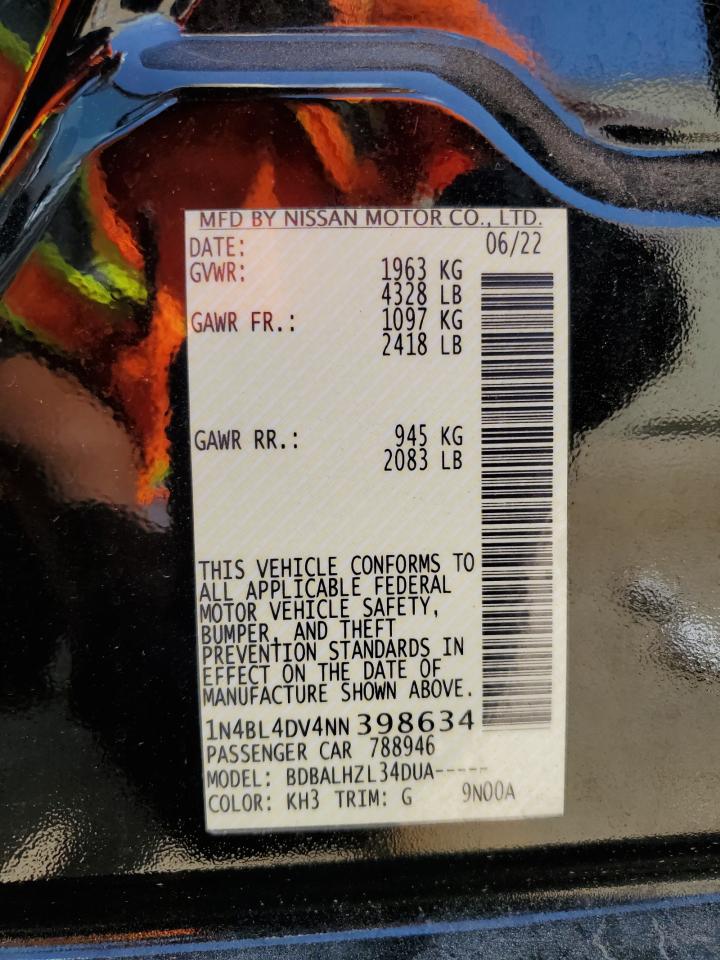 MFD BY NISSAN MOTOR CO., LTD.
DATE: 06/22
GVWR: 1963 KG
4328 LB
GAWR FR.: 1097 KG
2418 LB
GAWR RR.: 945 KG
2083 LB
THIS VEHICLE CONFORMS TO
ALL APPLICABLE FEDERAL
MOTOR VEHICLE SAFETY,
BUMPER, AND THEFT
PREVENTION STANDARDS IN
EFFECT ON THE DATE OF
MANUFACTURE SHOWN ABOVE.
1N4BL4DV4NN 398634
PASSENGER CAR 788946
MODEL: BDBALHZL34DUA-----
COLOR: KH3 TRIM: G 9N00A